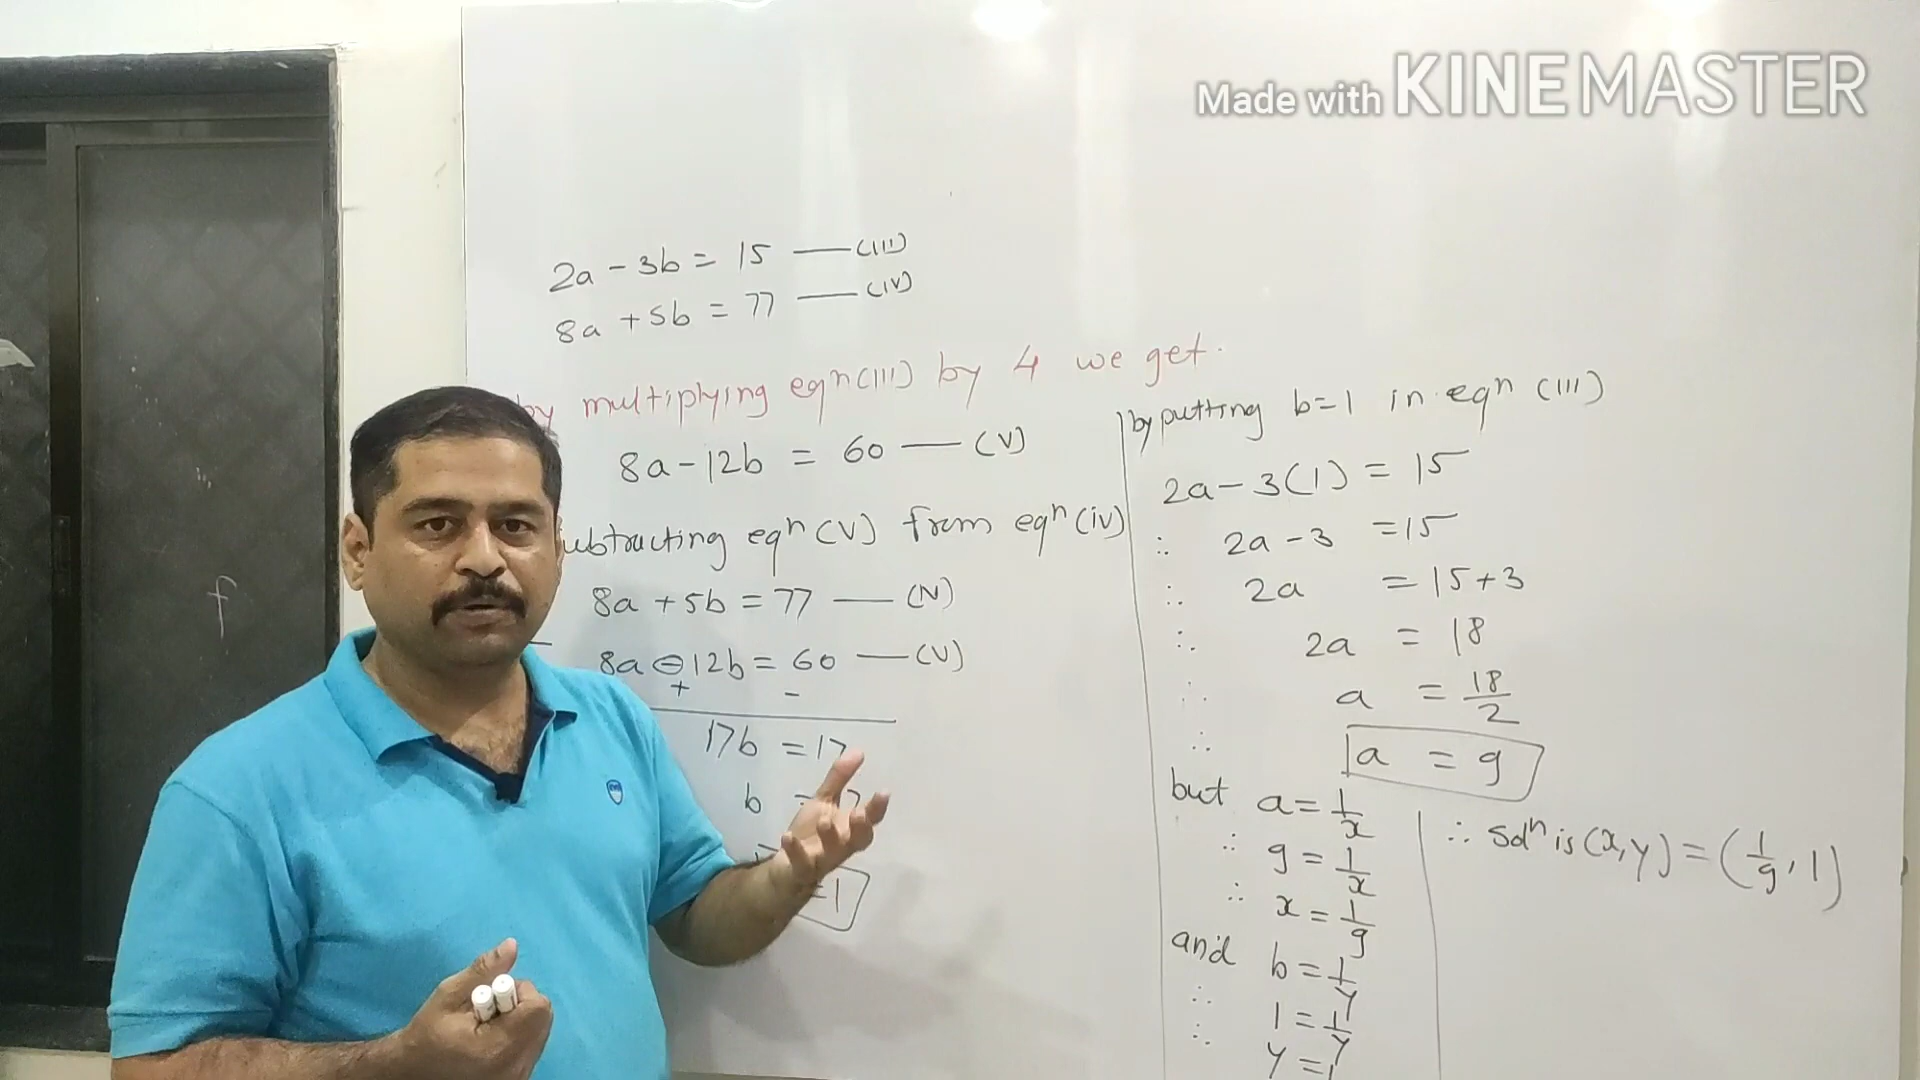 Made with KINEMASTER
2a - 3b = 15 —— (III)
8a + 5b = 77 —— (IV)
by multiplying eqn (III) by 4 we get.
8a - 12b = 60 —— (V)
subtracting eqn (V) from eqn (iv)
8a + 5b = 77 —— (IV)
8a ⊖ 12b = 60 —— (V)
+ -
17b = 17
b =
=1
by putting b=1 in eqn (III)
2a - 3(1) = 15
∴ 2a - 3 = 15
∴ 2a = 15+3
∴ 2a = 18
∴ a = 18/2
∴ a = 9
but a = 1/x
∴ 9 = 1/x
∴ x = 1/9
and b = 1/y
∴ 1 = 1/y
∴ y = 1
∴ soln is (x,y) = (1/9, 1)
f